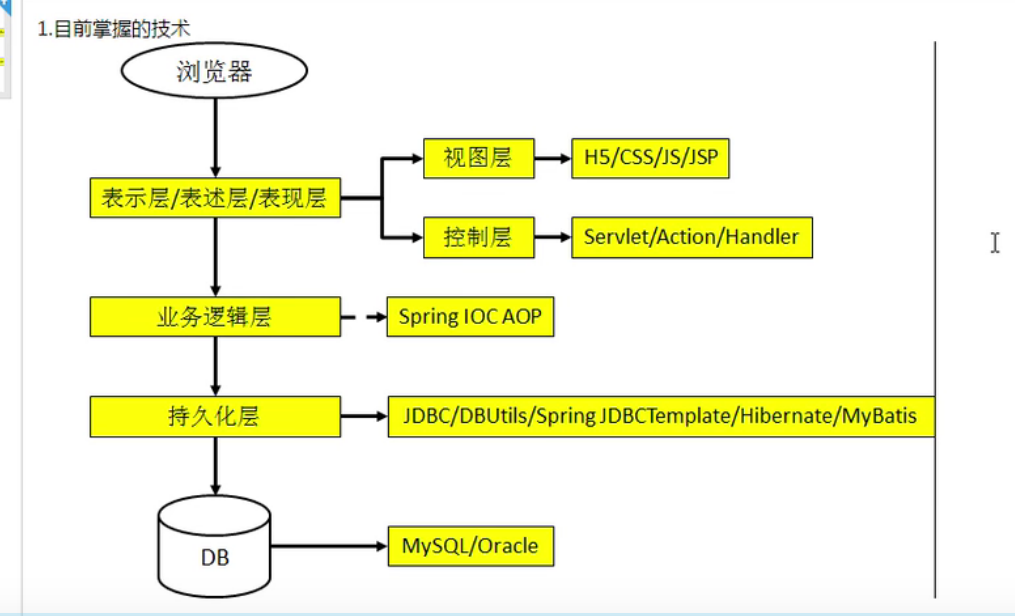 1.目前掌握的技术
浏览器
视图层
H5/CSS/JS/JSP
表示层/表述层/表现层
控制层
Servlet/Action/Handler
业务逻辑层
Spring IOC AOP
持久化层
JDBC/DBUtils/Spring JDBCTemplate/Hibernate/MyBatis
DB
MySQL/Oracle